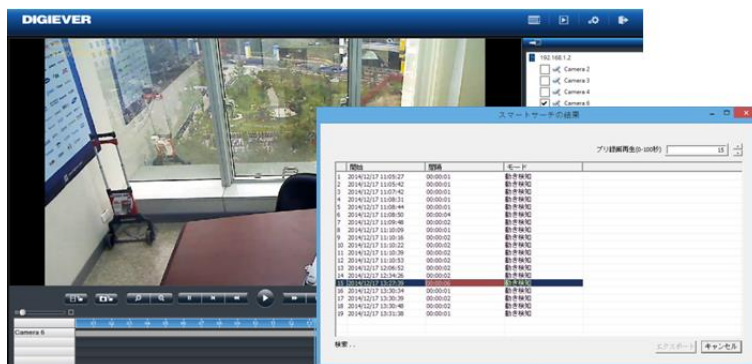 DIGIEVER
192.168.1.2
Camera 2
Camera 3
Camera 4
Camera 6
スマートサーチの結果
プリ録画再生(0-100秒) 15
開始 間隔 モード
1 2014/12/17 11:05:27 00:00:01 動き検知
2 2014/12/17 11:05:42 00:00:01 動き検知
3 2014/12/17 11:07:42 00:00:01 動き検知
4 2014/12/17 11:08:31 00:00:01 動き検知
5 2014/12/17 11:08:44 00:00:01 動き検知
6 2014/12/17 11:08:50 00:00:04 動き検知
7 2014/12/17 11:09:48 00:00:02 動き検知
8 2014/12/17 11:10:09 00:00:01 動き検知
9 2014/12/17 11:10:16 00:00:02 動き検知
10 2014/12/17 11:10:22 00:00:02 動き検知
11 2014/12/17 11:10:39 00:00:02 動き検知
12 2014/12/17 11:10:53 00:00:02 動き検知
13 2014/12/17 12:06:52 00:00:02 動き検知
14 2014/12/17 12:34:26 00:00:02 動き検知
15 2014/12/17 13:27:39 00:00:06 動き検知
16 2014/12/17 13:30:34 00:00:01 動き検知
17 2014/12/17 13:30:39 00:00:02 動き検知
18 2014/12/17 13:30:48 00:00:02 動き検知
19 2014/12/17 13:31:38 00:00:01 動き検知
検索..
エクスポート キャンセル
Camera 6